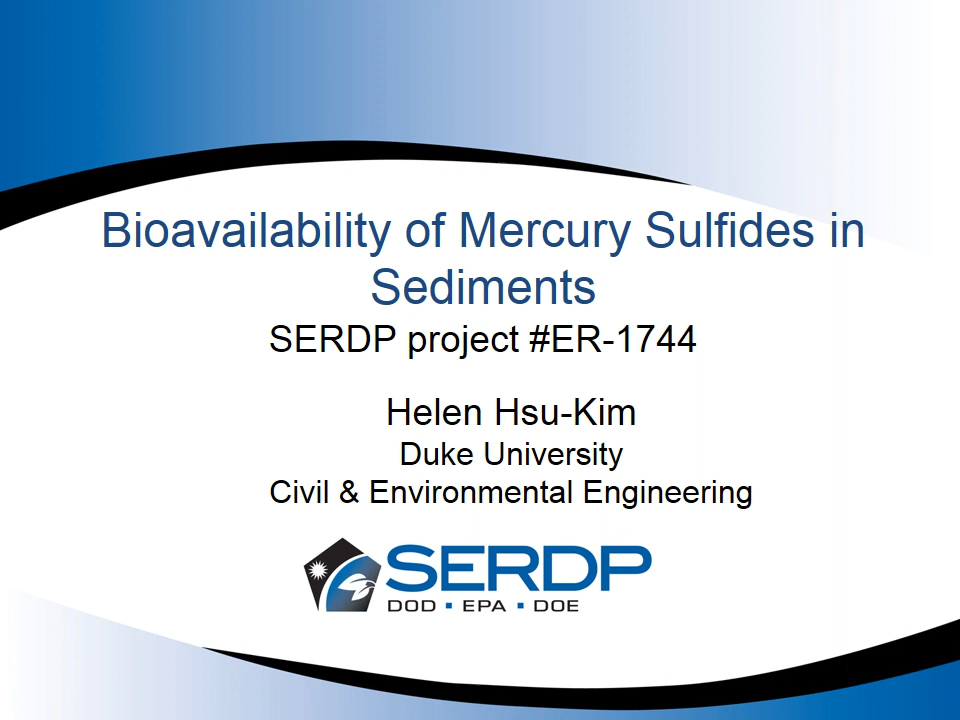 Bioavailability of Mercury Sulfides in
Sediments
SERDP project #ER-1744
Helen Hsu-Kim
Duke University
Civil & Environmental Engineering
SERDP
DOD ▪ EPA ▪ DOE